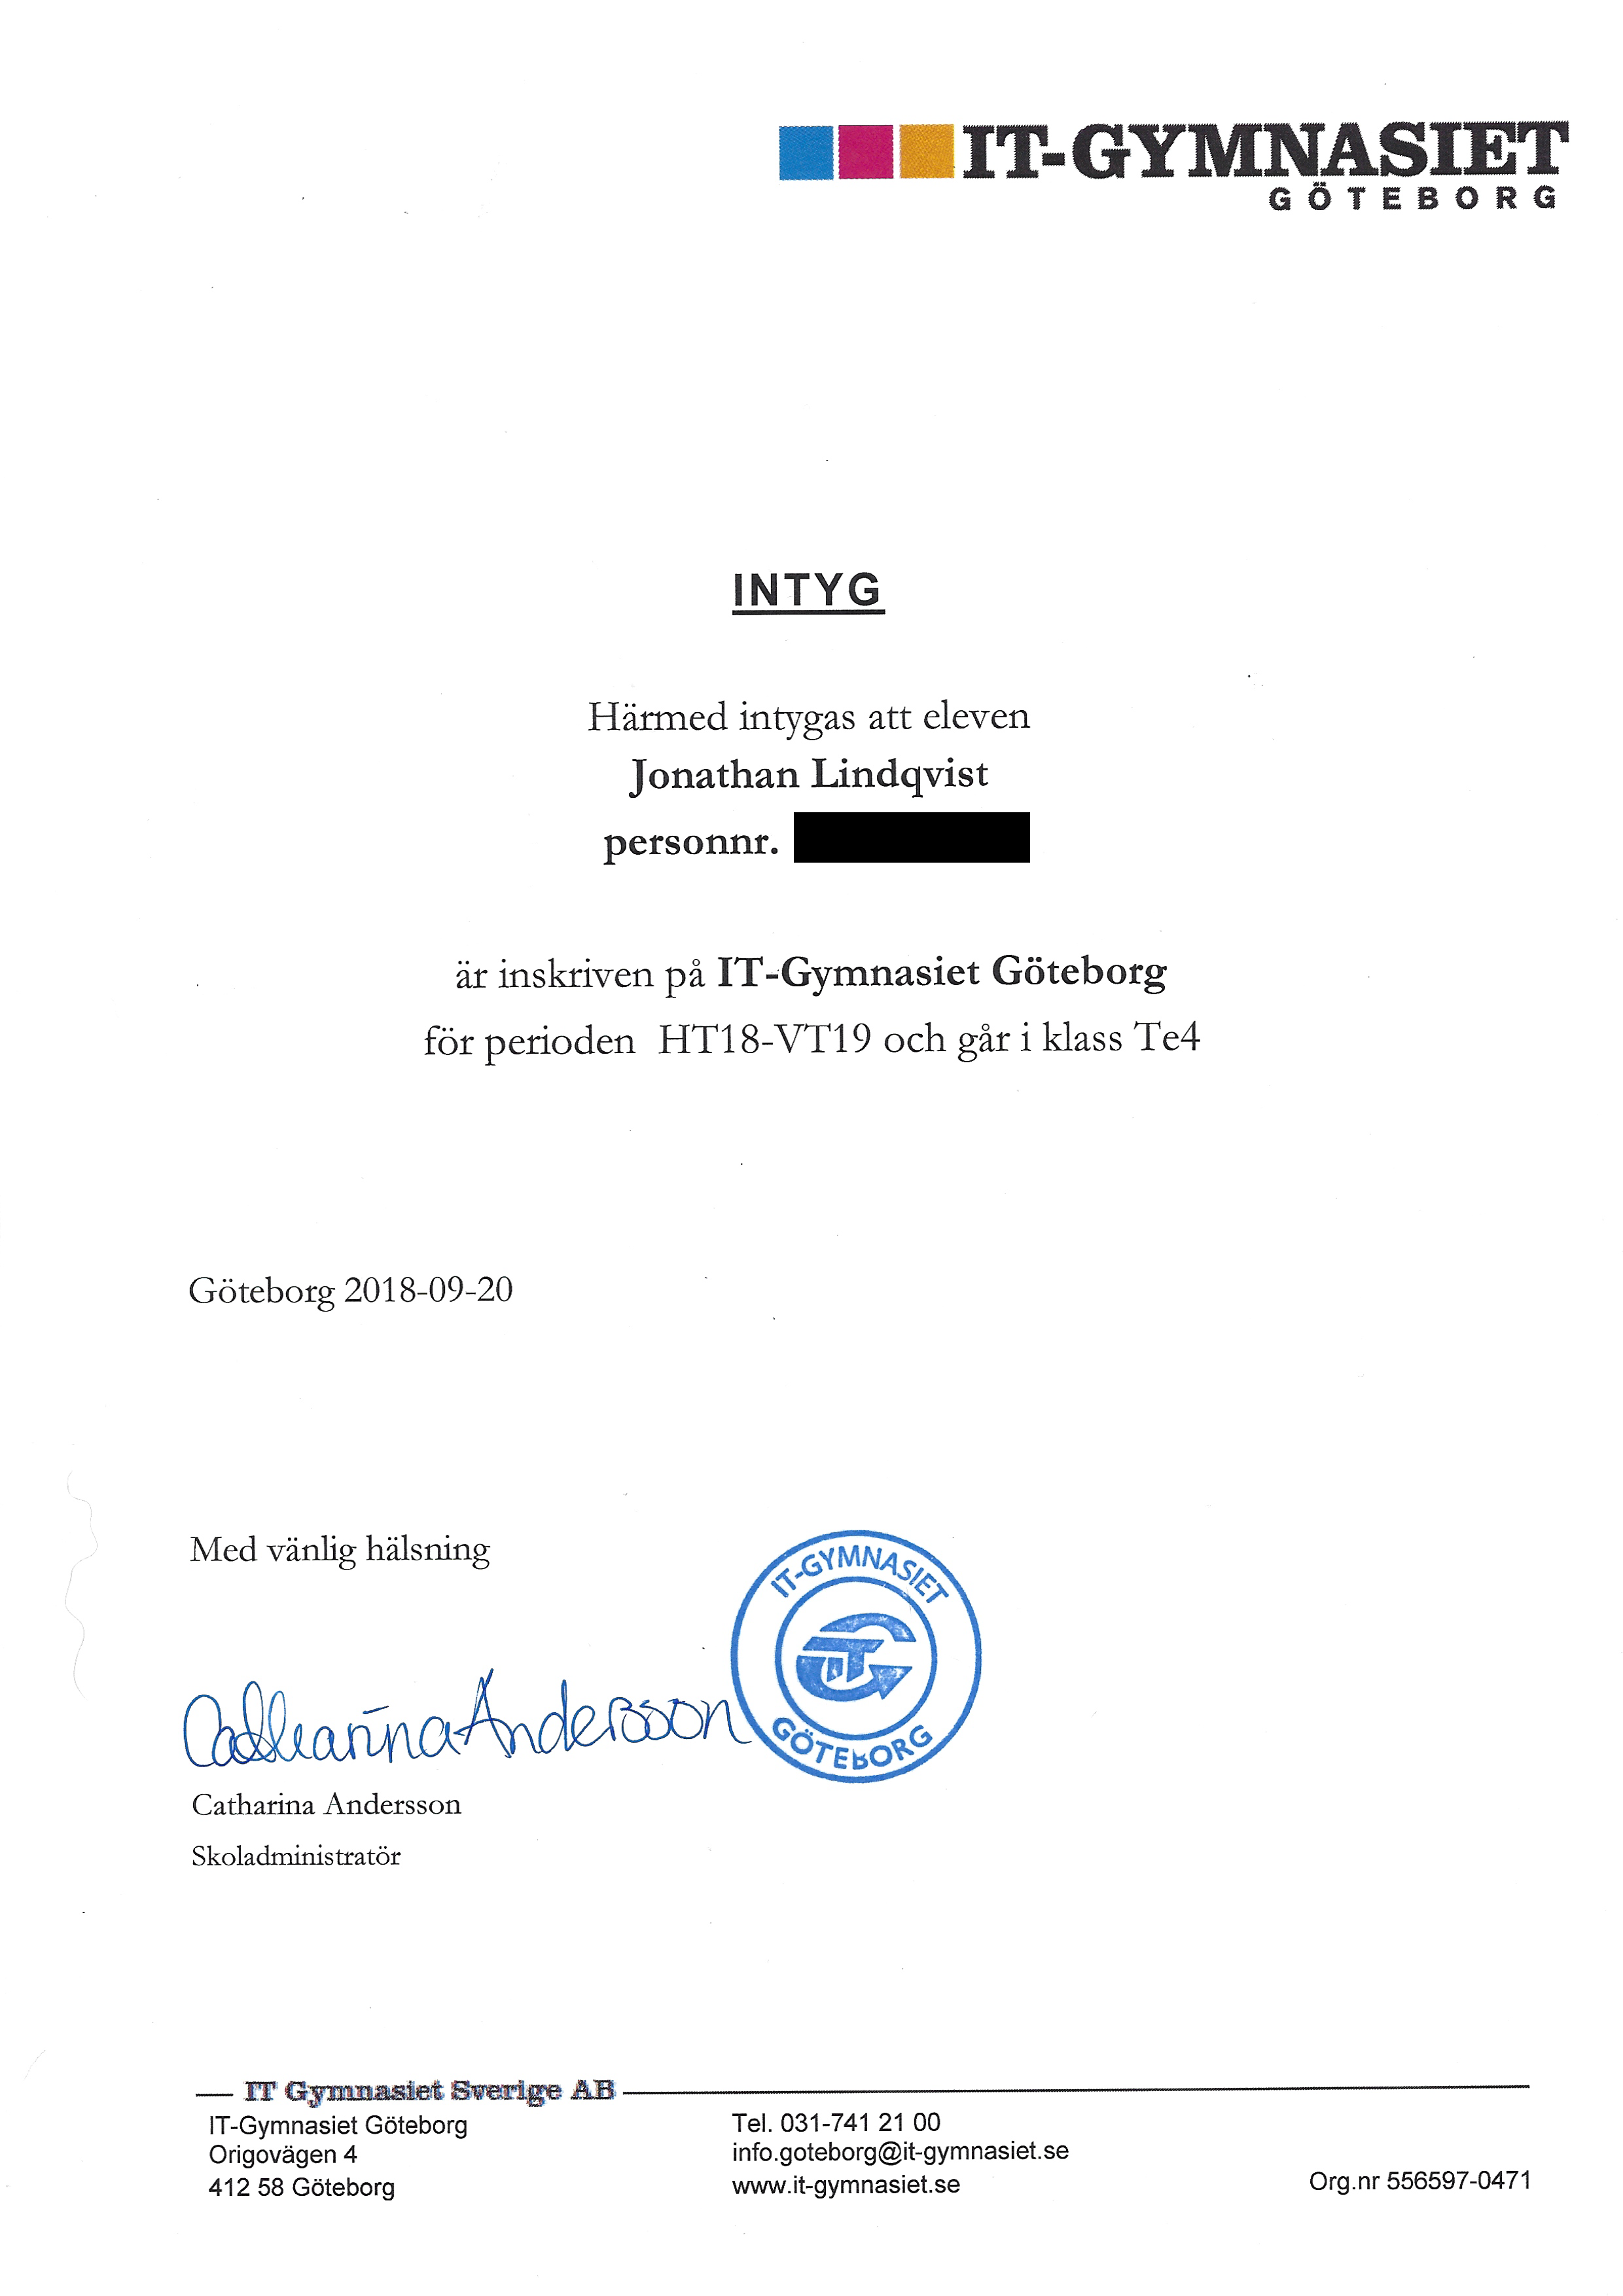 IT-GYMNASIET
GÖTEBORG
INTYG
Härmed intygas att eleven
Jonathan Lindqvist
personnr.
är inskriven på IT-Gymnasiet Göteborg
för perioden HT18-VT19 och går i klass Te4
Göteborg 2018-09-20
Med vänlig hälsning
IT-GYMNASIET
IT
GÖTEBORG
Catharina Andersson
Catharina Andersson
Skoladministratör
IT Gymnasiet Sverige AB
IT-Gymnasiet Göteborg
Origovägen 4
412 58 Göteborg
Tel. 031-741 21 00
info.goteborg@it-gymnasiet.se
www.it-gymnasiet.se
Org.nr 556597-0471